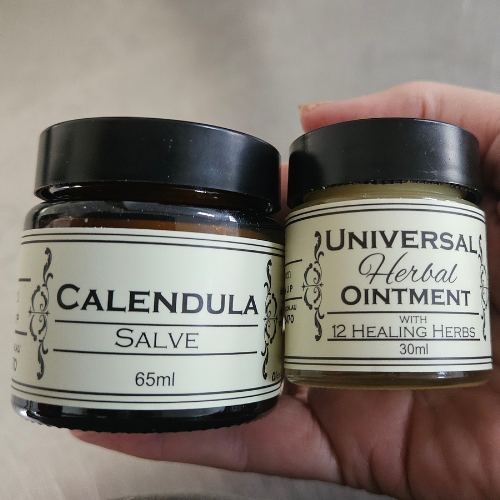 CALENDULA
SALVE
65ml
UNIVERSAL
Herbal
OINTMENT
WITH
12 HEALING HERBS
30ml